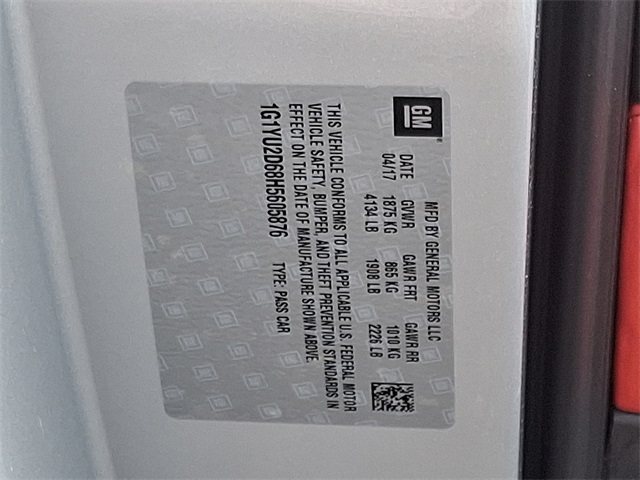 GM
MFD BY GENERAL MOTORS LLC
DATE GVWR GAWR FRT GAWR RR
04/17 1875 KG 865 KG 1010 KG
4134 LB 1908 LB 2226 LB
THIS VEHICLE CONFORMS TO ALL APPLICABLE U.S. FEDERAL MOTOR
VEHICLE SAFETY, BUMPER, AND THEFT PREVENTION STANDARDS IN
EFFECT ON THE DATE OF MANUFACTURE SHOWN ABOVE.
1G1YU2D68H5605876 TYPE: PASS CAR